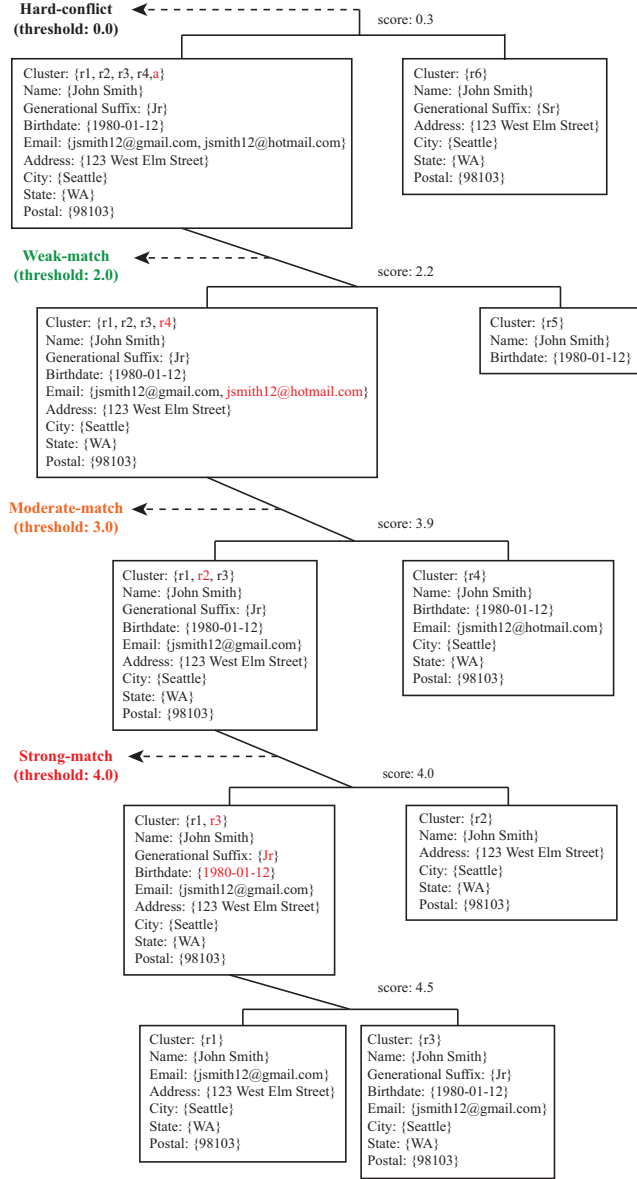 Hard-conflict
(threshold: 0.0)
score: 0.3
Cluster: {r1, r2, r3, r4,a}
Name: {John Smith}
Generational Suffix: {Jr}
Birthdate: {1980-01-12}
Email: {jsmith12@gmail.com, jsmith12@hotmail.com}
Address: {123 West Elm Street}
City: {Seattle}
State: {WA}
Postal: {98103}
Cluster: {r6}
Name: {John Smith}
Generational Suffix: {Sr}
Address: {123 West Elm Street}
City: {Seattle}
State: {WA}
Postal: {98103}
Weak-match
(threshold: 2.0)
score: 2.2
Cluster: {r1, r2, r3, r4}
Name: {John Smith}
Generational Suffix: {Jr}
Birthdate: {1980-01-12}
Email: {jsmith12@gmail.com, jsmith12@hotmail.com}
Address: {123 West Elm Street}
City: {Seattle}
State: {WA}
Postal: {98103}
Cluster: {r5}
Name: {John Smith}
Birthdate: {1980-01-12}
Moderate-match
(threshold: 3.0)
score: 3.9
Cluster: {r1, r2, r3}
Name: {John Smith}
Generational Suffix: {Jr}
Birthdate: {1980-01-12}
Email: {jsmith12@gmail.com}
Address: {123 West Elm Street}
City: {Seattle}
State: {WA}
Postal: {98103}
Cluster: {r4}
Name: {John Smith}
Birthdate: {1980-01-12}
Email: {jsmith12@hotmail.com}
City: {Seattle}
State: {WA}
Postal: {98103}
Strong-match
(threshold: 4.0)
score: 4.0
Cluster: {r1, r3}
Name: {John Smith}
Generational Suffix: {Jr}
Birthdate: {1980-01-12}
Email: {jsmith12@gmail.com}
Address: {123 West Elm Street}
City: {Seattle}
State: {WA}
Postal: {98103}
Cluster: {r2}
Name: {John Smith}
Address: {123 West Elm Street}
City: {Seattle}
State: {WA}
Postal: {98103}
score: 4.5
Cluster: {r1}
Name: {John Smith}
Email: {jsmith12@gmail.com}
Address: {123 West Elm Street}
City: {Seattle}
State: {WA}
Postal: {98103}
Cluster: {r3}
Name: {John Smith}
Generational Suffix: {Jr}
Birthdate: {1980-01-12}
Email: {jsmith12@gmail.com}
City: {Seattle}
State: {WA}
Postal: {98103}